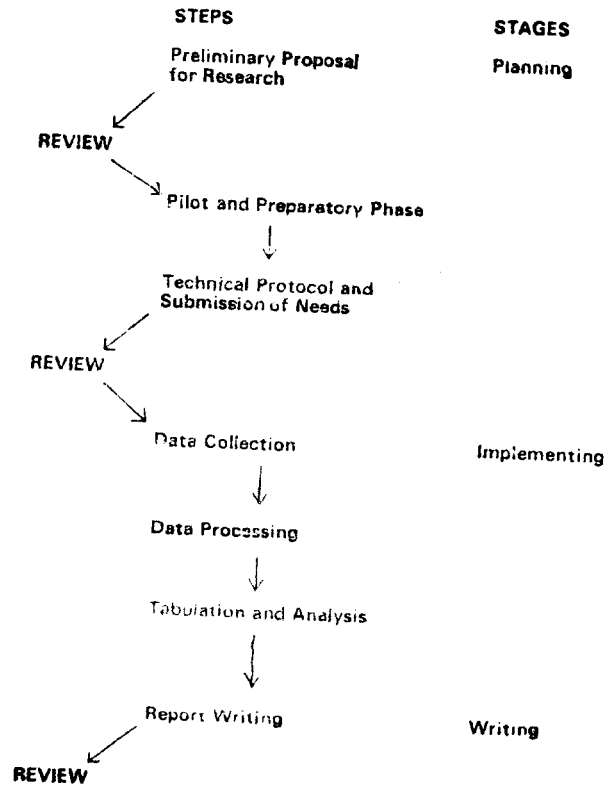 STEPS
STAGES
Preliminary Proposal
for Research
Planning
REVIEW
Pilot and Preparatory Phase
Technical Protocol and
Submission of Needs
REVIEW
Data Collection
Implementing
Data Processing
Tabulation and Analysis
Report Writing
Writing
REVIEW